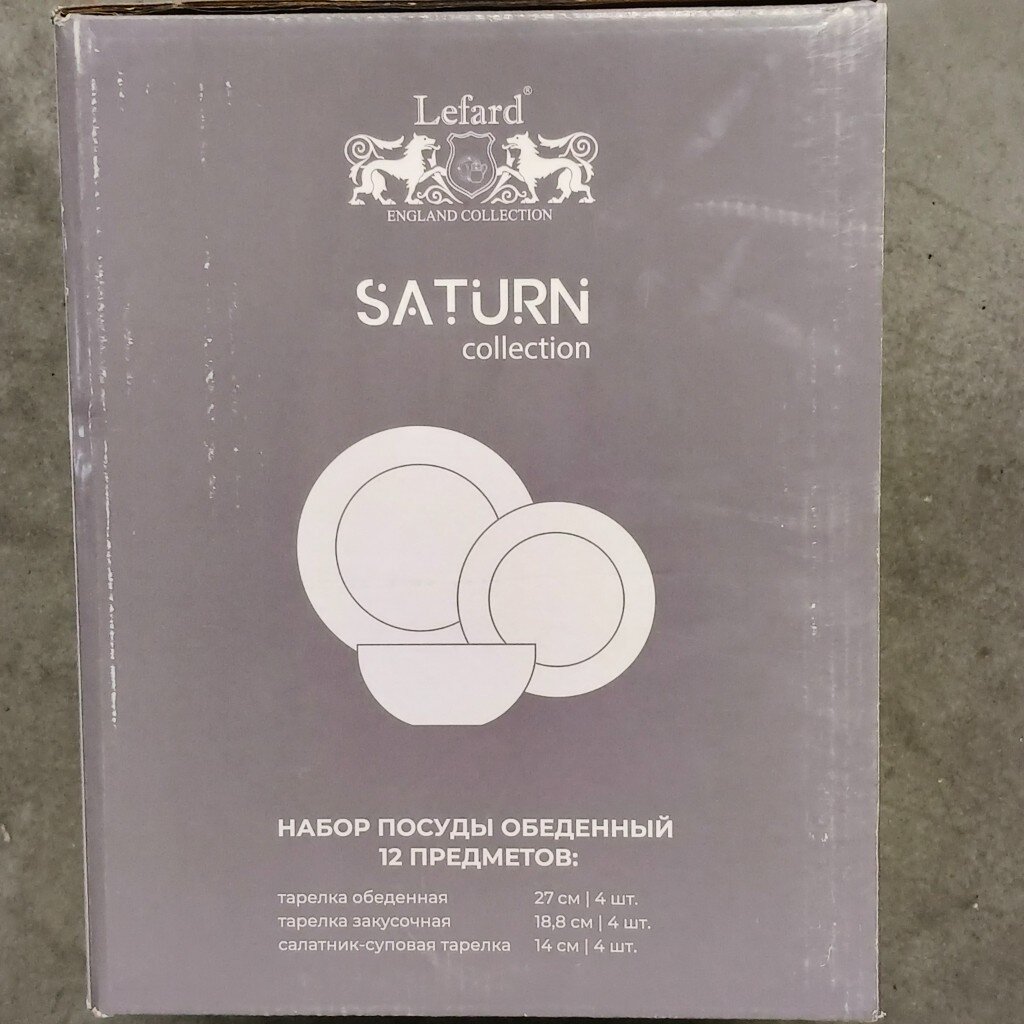 Lefard®
ENGLAND COLLECTION
SATURN
collection
НАБОР ПОСУДЫ ОБЕДЕННЫЙ
12 ПРЕДМЕТОВ:
тарелка обеденная 27 см | 4 шт.
тарелка закусочная 18,8 см | 4 шт.
салатник-суповая тарелка 14 см | 4 шт.